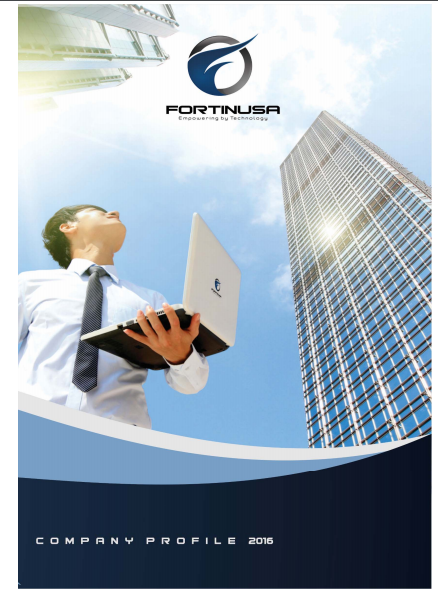 FORTINUSA
Empowering by Technology
COMPANY PROFILE 2016